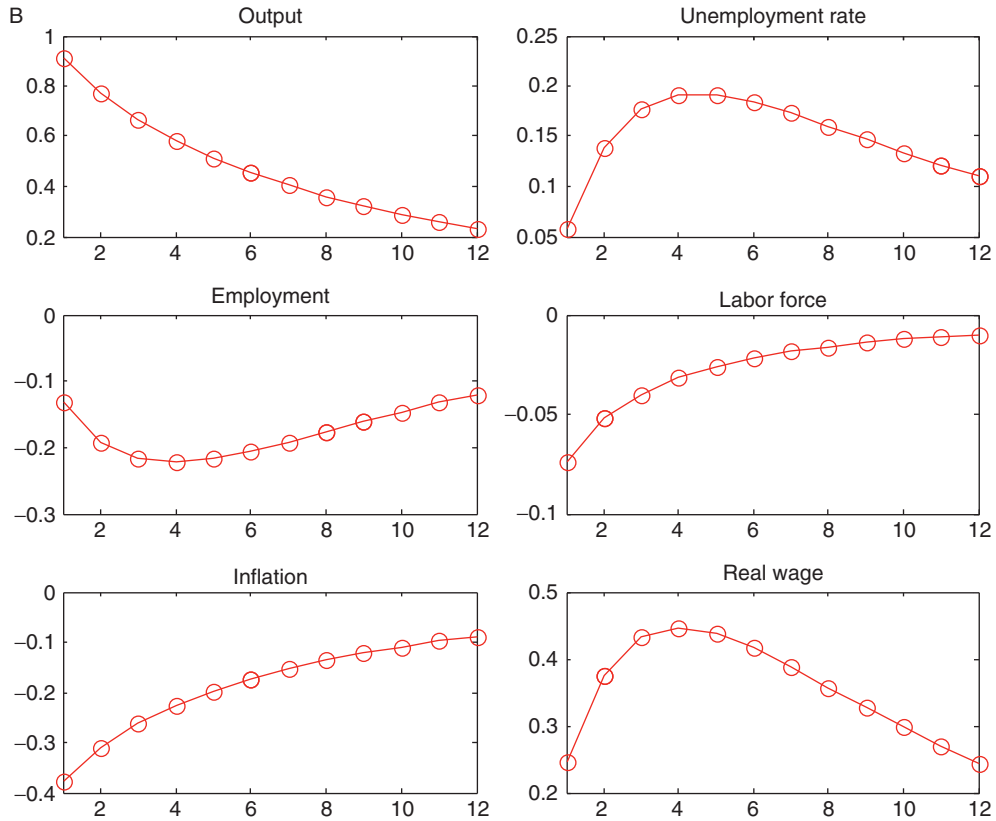 B
Output
1
0.8
0.6
0.4
0.2
2 4 6 8 10 12
Unemployment rate
0.25
0.2
0.15
0.1
0.05
2 4 6 8 10 12
Employment
0
−0.1
−0.2
−0.3
2 4 6 8 10 12
Labor force
0
−0.05
−0.1
2 4 6 8 10 12
Inflation
0
−0.1
−0.2
−0.3
−0.4
2 4 6 8 10 12
Real wage
0.5
0.4
0.3
0.2
2 4 6 8 10 12